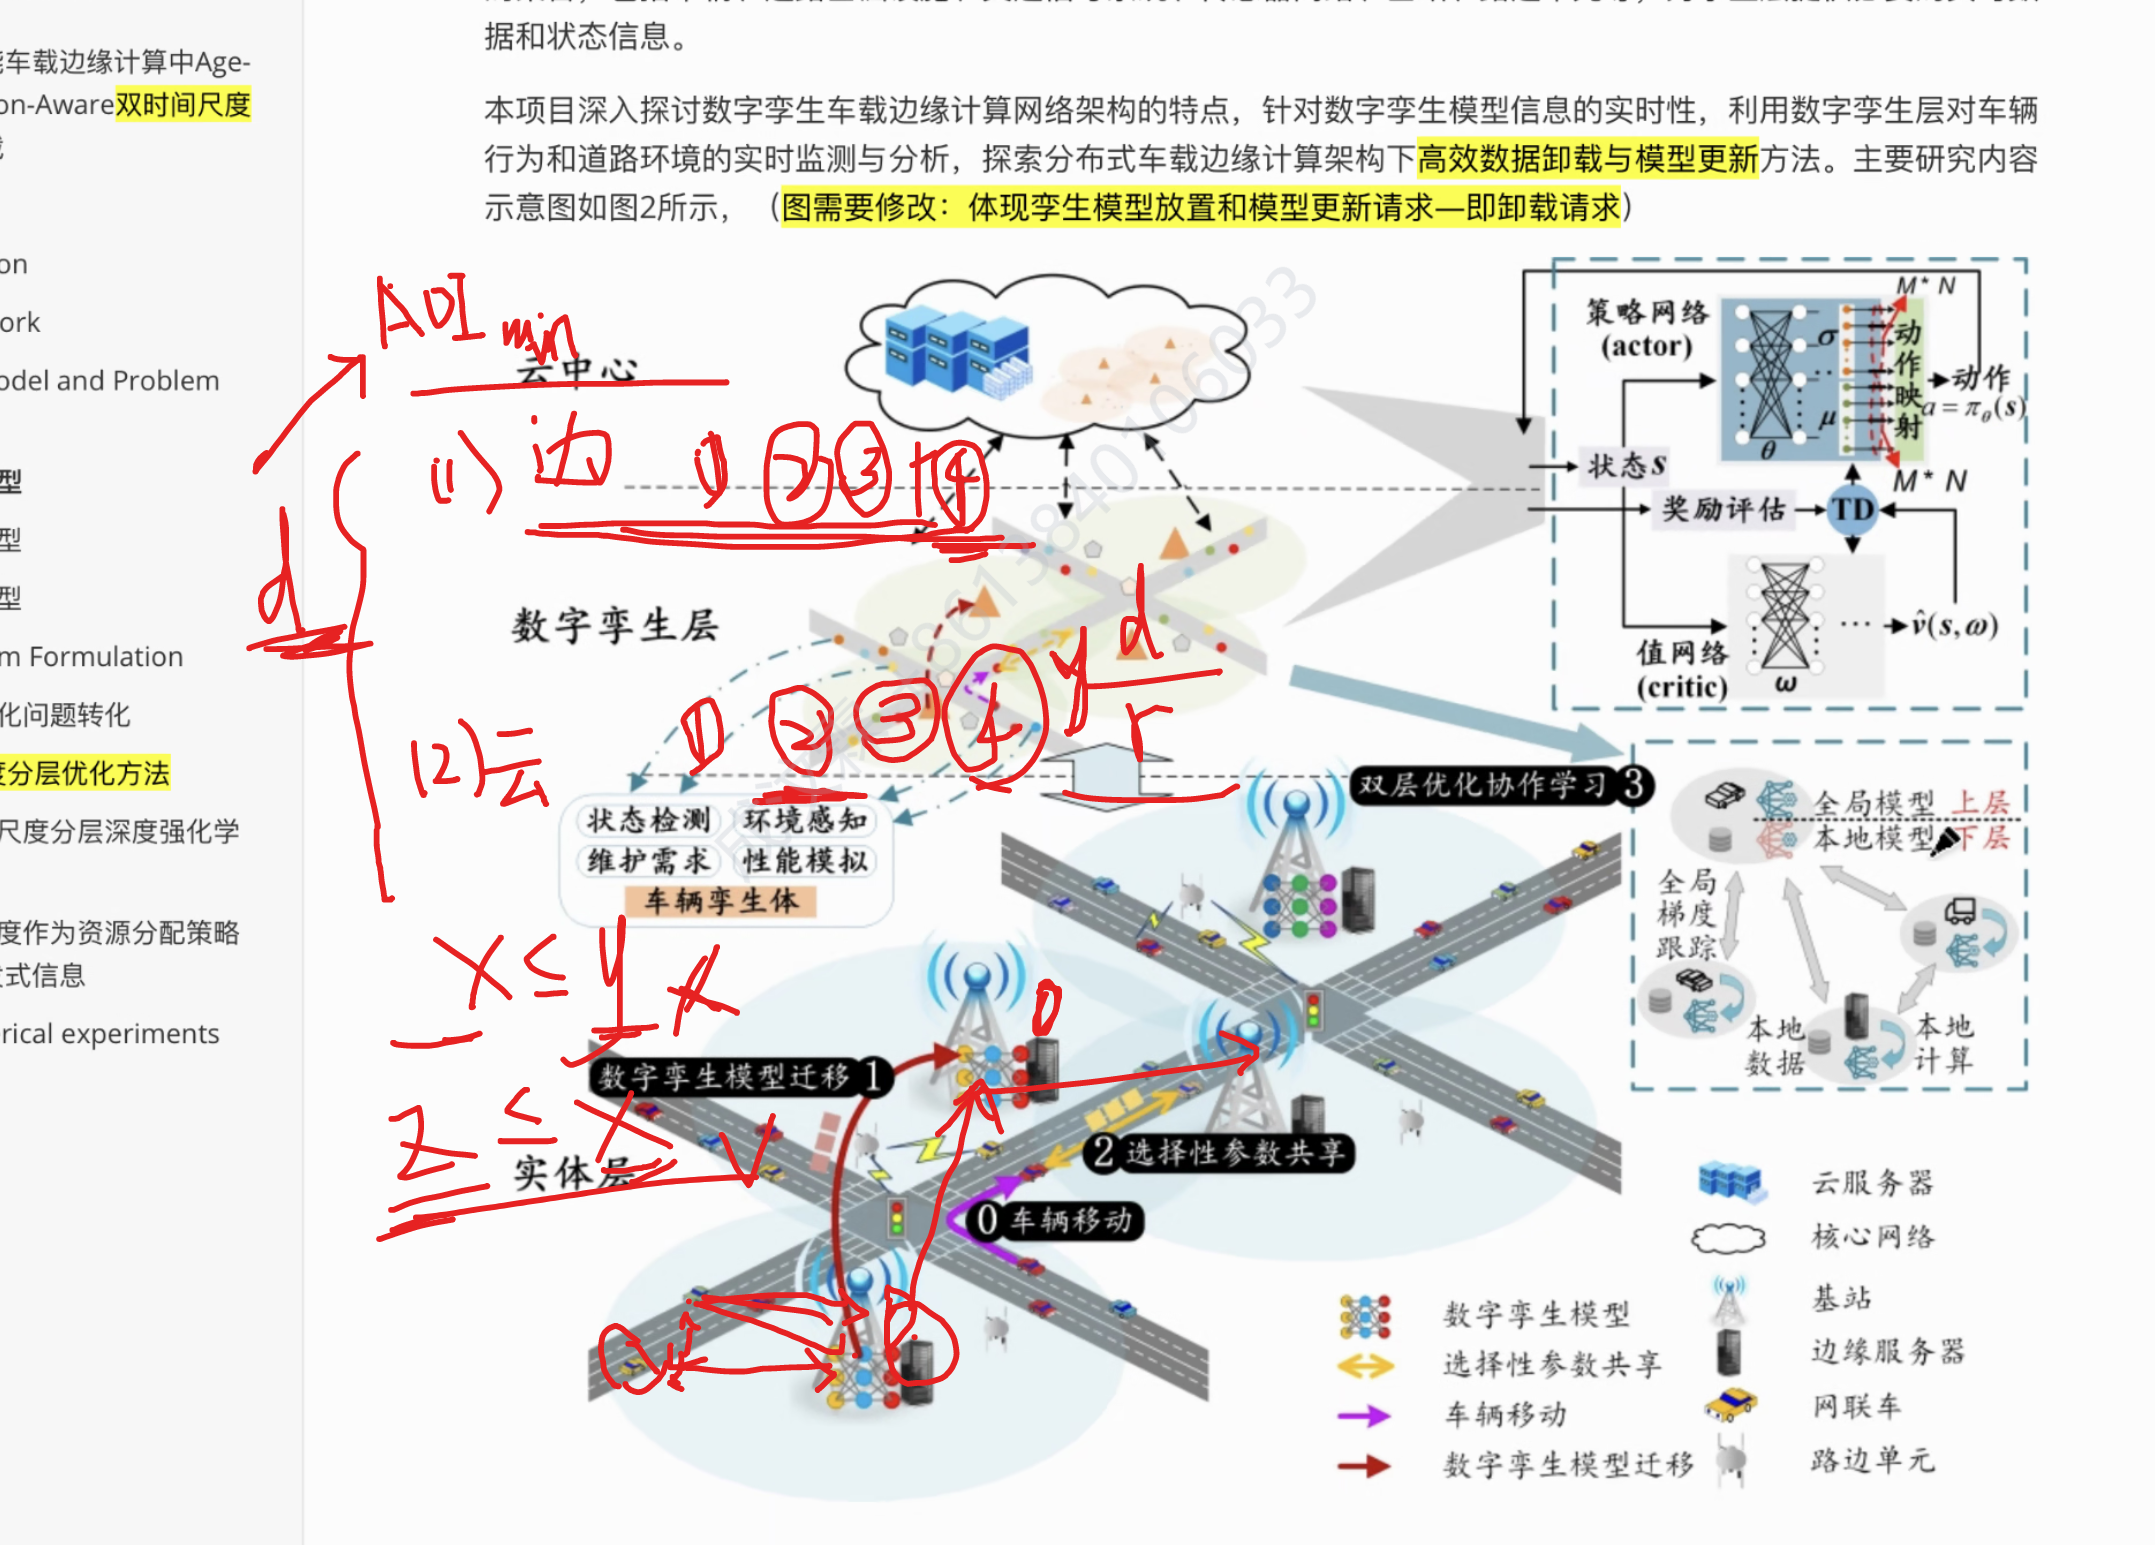 能车载边缘计算中Age-
on-Aware双时间尺度
据和状态信息。
本项目深入探讨数字孪生车载边缘计算网络架构的特点，针对数字孪生模型信息的实时性，利用数字孪生层对车辆
行为和道路环境的实时监测与分析，探索分布式车载边缘计算架构下高效数据卸载与模型更新方法。主要研究内容
示意图如图2所示，（图需要修改：体现孪生模型放置和模型更新请求—即卸载请求）
on
ork
odel and Problem
型
型
型
m Formulation
化问题转化
度分层优化方法
尺度分层深度强化学
度作为资源分配策略
式信息
erical experiments
AOI min
云中心
(1) 边 ① ② ③ + ④
d
数字孪生层
(2) 云 ① ② ③ ④
y d
r
状态检测 环境感知
维护需求 性能模拟
车辆孪生体
x ≤ y
z ≤ x
实体层
数字孪生模型迁移 1
2 选择性参数共享
0 车辆移动
双层优化协作学习 3
策略网络
(actor)
M* N
σ
μ
θ
动作映射
动作
a = πθ(s)
M* N
状态s
奖励评估
TD
值网络
(critic)
ω
v̂(s,ω)
全局模型 上层
本地模型 下层
全局
梯度
跟踪
本地
数据
本地
计算
云服务器
核心网络
数字孪生模型 基站
选择性参数共享 边缘服务器
车辆移动 网联车
数字孪生模型迁移 路边单元